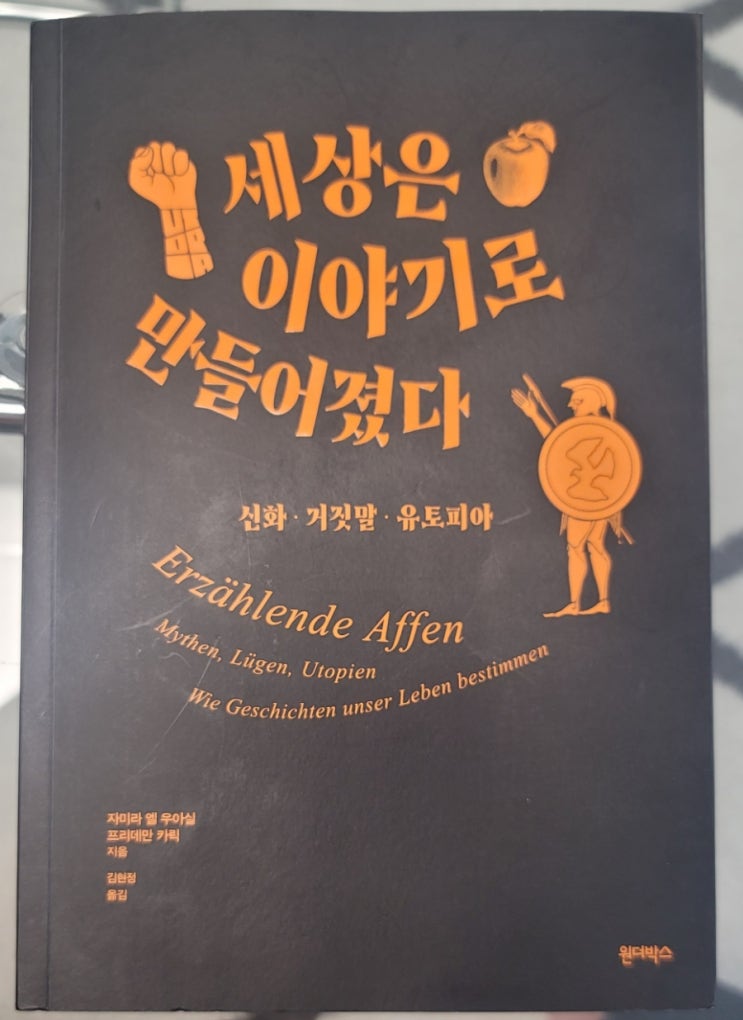 세상은
이야기로
만들어졌다
신화 · 거짓말 · 유토피아
Erzählende Affen
Mythen, Lügen, Utopien
Wie Geschichten unser Leben bestimmen
자미라 엘 우아실
프리데만 카릭
지음
김현정
옮김
원더박스